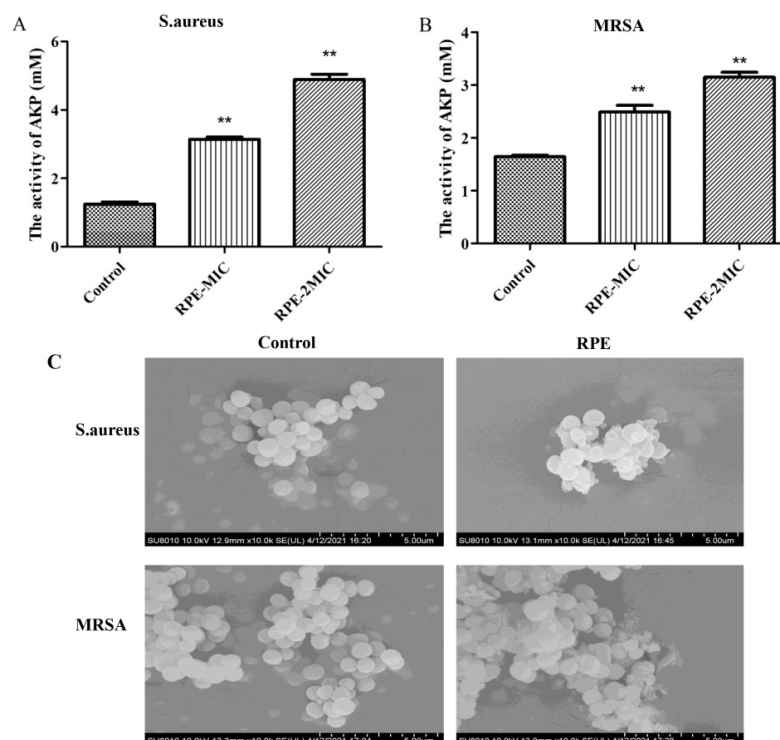 A
S.aureus
The activity of AKP (mM)
6
4
2
0
**
**
Control
RPE-MIC
RPE-2MIC
B
MRSA
The activity of AKP (mM)
4
3
2
1
0
**
**
Control
RPE-MIC
RPE-2MIC
C
Control
RPE
S.aureus
SU8010 10.0kV 12.9mm x10.0k SE(UL) 4/12/2021 16:20 5.00um
SU8010 10.0kV 13.1mm x10.0k SE(UL) 4/12/2021 16:45 5.00um
MRSA